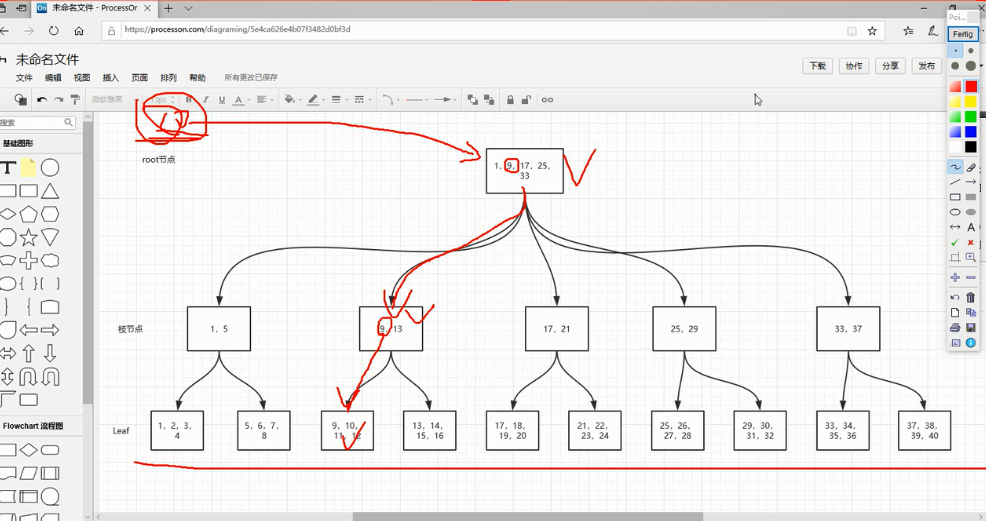 未命名文件 - ProcessOn
https://processon.com/diagraming/5e4ca626e4b07f3482d0bf3d
Poi...
Fertig
未命名文件
文件 编辑 视图 插入 页面 排列 帮助 所有更改已保存
下载 协作 分享 发布
微软雅黑 13px B I U A
搜索
基础图形
T
A
Flowchart 流程图
root节点
1, 9, 17, 25,
33
枝节点
1, 5
9, 13
17, 21
25, 29
33, 37
Leaf
1, 2, 3,
4
5, 6, 7,
8
9, 10,
11, 12
13, 14,
15, 16
17, 18,
19, 20
21, 22,
23, 24
25, 26,
27, 28
29, 30,
31, 32
33, 34,
35, 36
37, 38,
39, 40